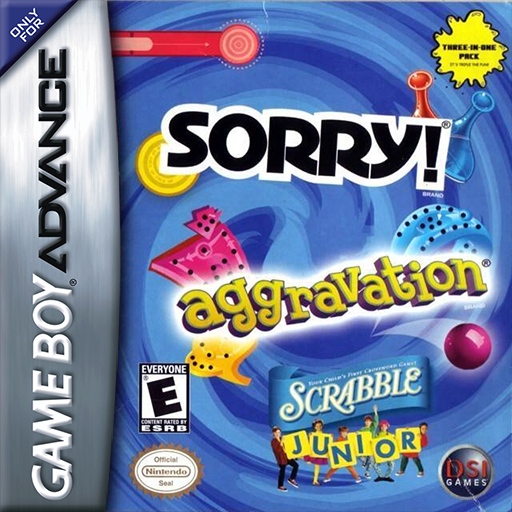 ONLY
FOR
GAME BOY ADVANCE
THREE-IN-ONE
PACK
IT'S TRIPLE THE FUN!
SORRY!®
BRAND
aggravation®
BRAND
YOUR CHILD'S FIRST CROSSWORD GAME!
SCRABBLE
JUNIOR
EVERYONE
E
CONTENT RATED BY
ESRB
Official
Nintendo
Seal
DSI
GAMES